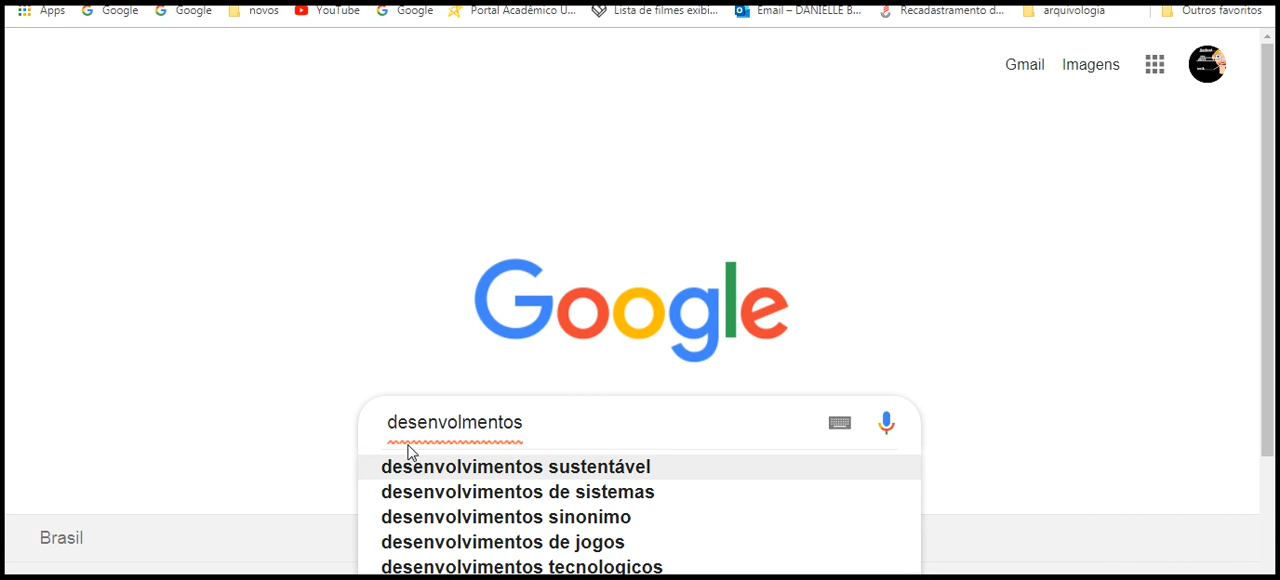 Apps Google Google novos YouTube Google Portal Acadêmico U... Lista de filmes exibi... Email – DANIELLE B... Recadastramento d... arquivologia Outros favoritos
Gmail Imagens
Google
desenvolmentos
desenvolvimentos sustentável
desenvolvimentos de sistemas
desenvolvimentos sinonimo
desenvolvimentos de jogos
Brasil
desenvolvimentos tecnologicos